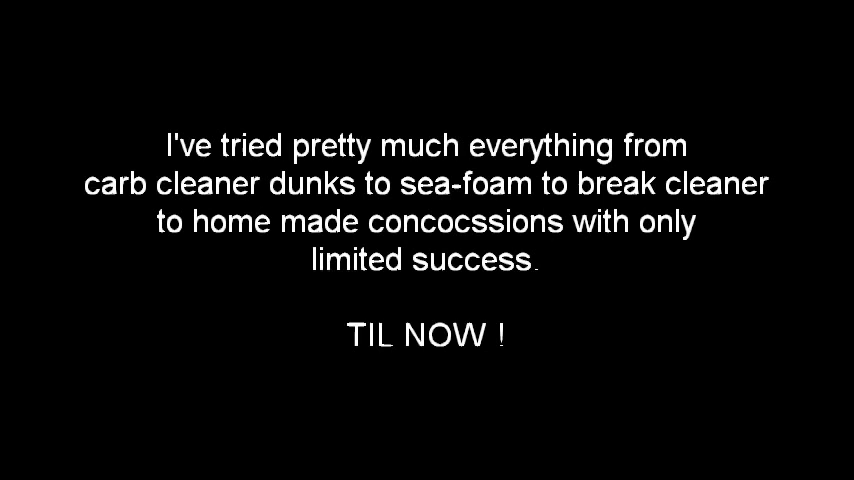 I've tried pretty much everything from
carb cleaner dunks to sea-foam to break cleaner
to home made concocssions with only
limited success.
TIL NOW !